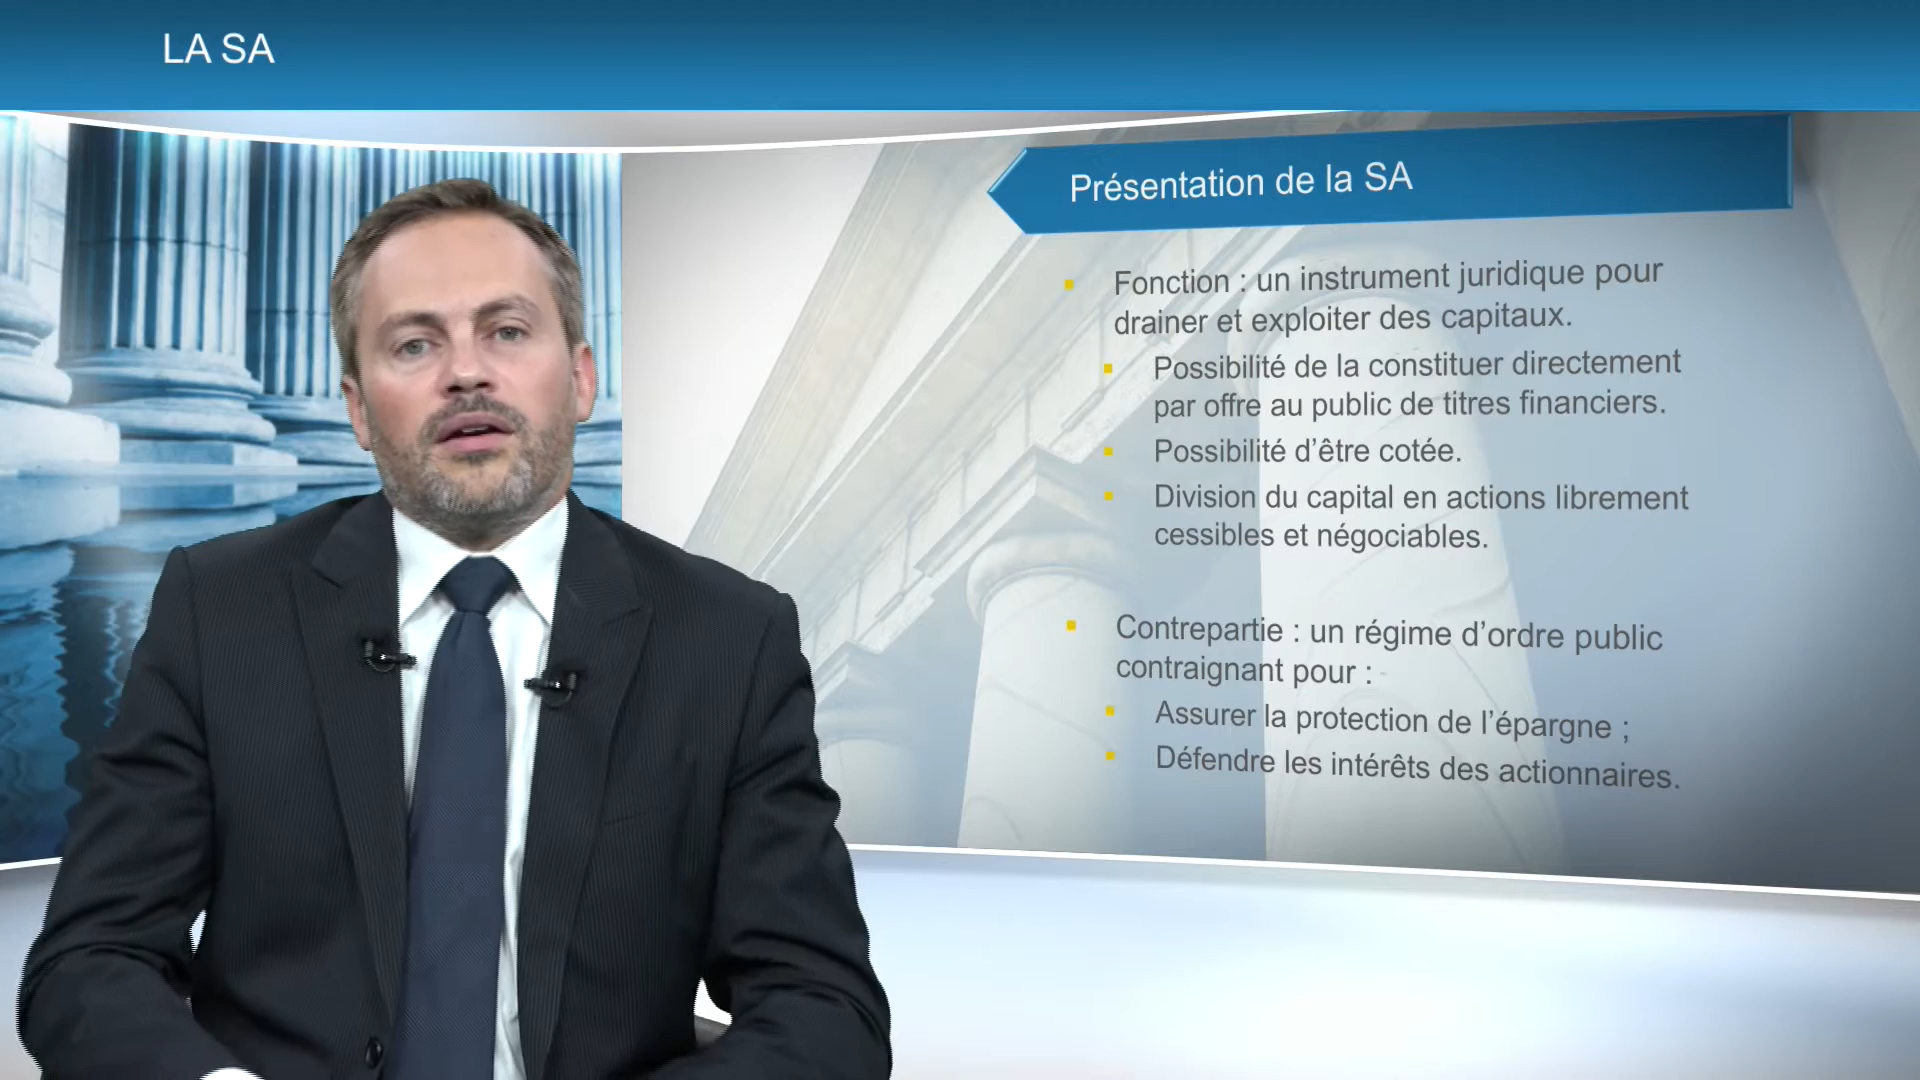 LA SA
Présentation de la SA
Fonction : un instrument juridique pour
drainer et exploiter des capitaux.
Possibilité de la constituer directement
par offre au public de titres financiers.
Possibilité d’être cotée.
Division du capital en actions librement
cessibles et négociables.
Contrepartie : un régime d’ordre public
contraignant pour :
Assurer la protection de l’épargne ;
Défendre les intérêts des actionnaires.